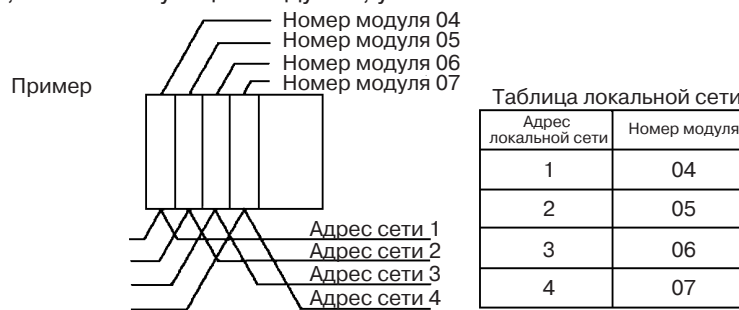 Номер модуля 04
Номер модуля 05
Номер модуля 06
Номер модуля 07
Пример
Адрес сети 1
Адрес сети 2
Адрес сети 3
Адрес сети 4
Таблица локальной сети
Адрес локальной сети Номер модуля
1 04
2 05
3 06
4 07